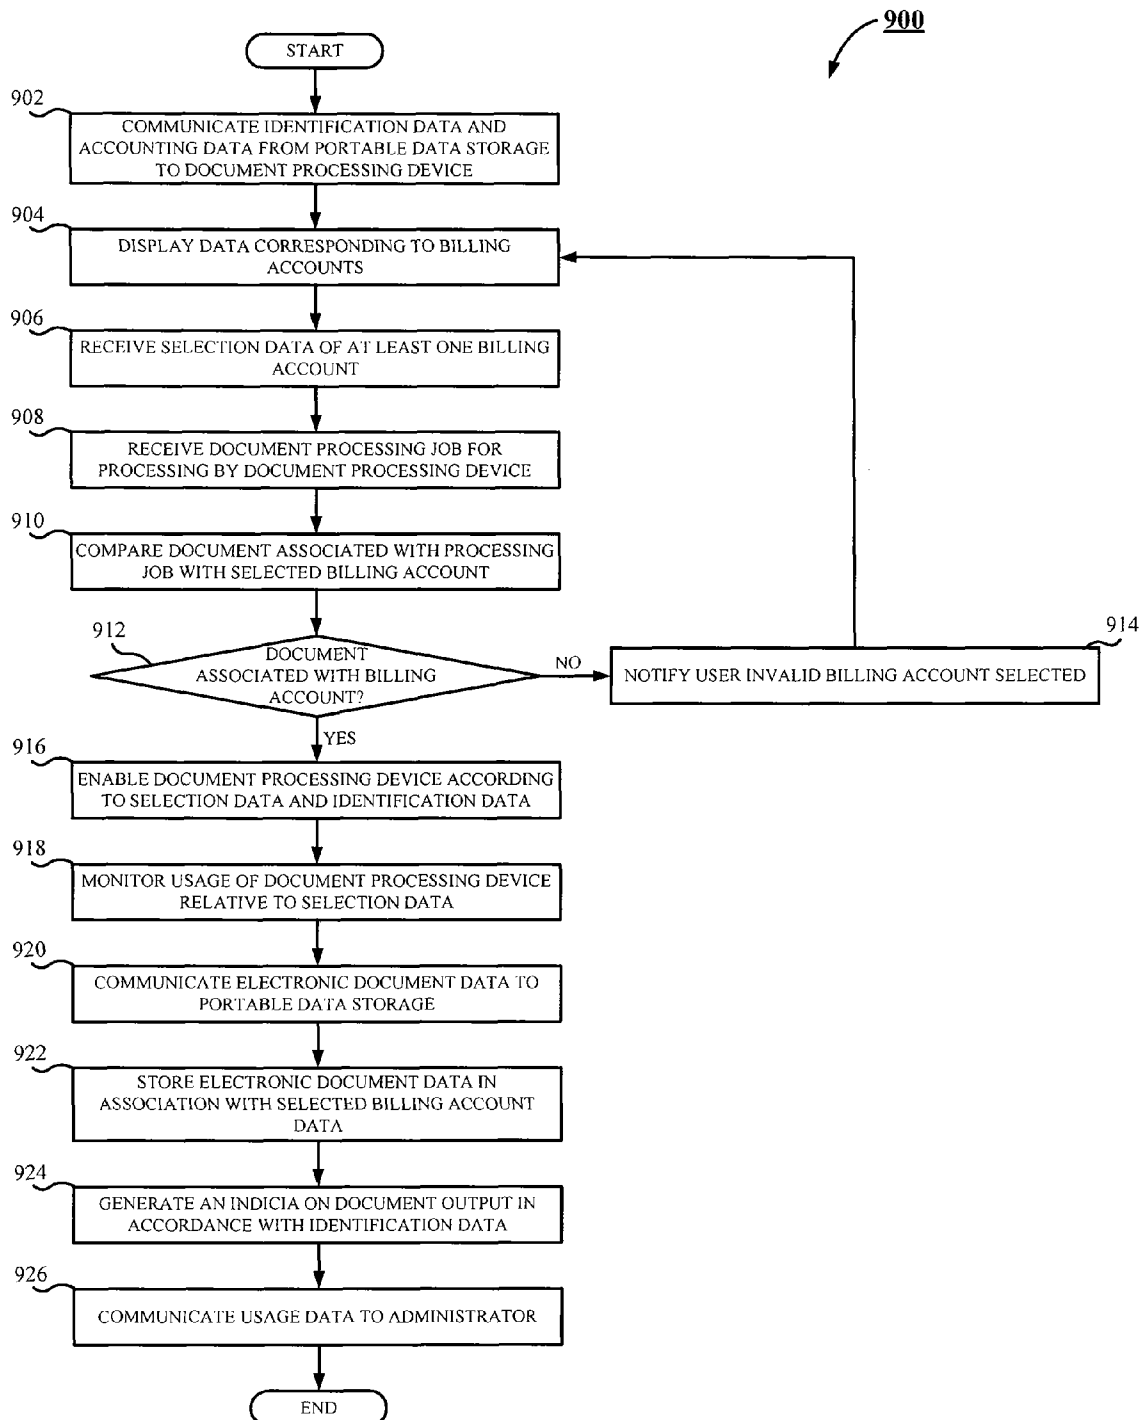 900
START
902
COMMUNICATE IDENTIFICATION DATA AND
ACCOUNTING DATA FROM PORTABLE DATA STORAGE
TO DOCUMENT PROCESSING DEVICE
904
DISPLAY DATA CORRESPONDING TO BILLING
ACCOUNTS
906
RECEIVE SELECTION DATA OF AT LEAST ONE BILLING
ACCOUNT
908
RECEIVE DOCUMENT PROCESSING JOB FOR
PROCESSING BY DOCUMENT PROCESSING DEVICE
910
COMPARE DOCUMENT ASSOCIATED WITH PROCESSING
JOB WITH SELECTED BILLING ACCOUNT
912
DOCUMENT
ASSOCIATED WITH BILLING
ACCOUNT?
NO
914
NOTIFY USER INVALID BILLING ACCOUNT SELECTED
YES
916
ENABLE DOCUMENT PROCESSING DEVICE ACCORDING
TO SELECTION DATA AND IDENTIFICATION DATA
918
MONITOR USAGE OF DOCUMENT PROCESSING DEVICE
RELATIVE TO SELECTION DATA
920
COMMUNICATE ELECTRONIC DOCUMENT DATA TO
PORTABLE DATA STORAGE
922
STORE ELECTRONIC DOCUMENT DATA IN
ASSOCIATION WITH SELECTED BILLING ACCOUNT
DATA
924
GENERATE AN INDICIA ON DOCUMENT OUTPUT IN
ACCORDANCE WITH IDENTIFICATION DATA
926
COMMUNICATE USAGE DATA TO ADMINISTRATOR
END